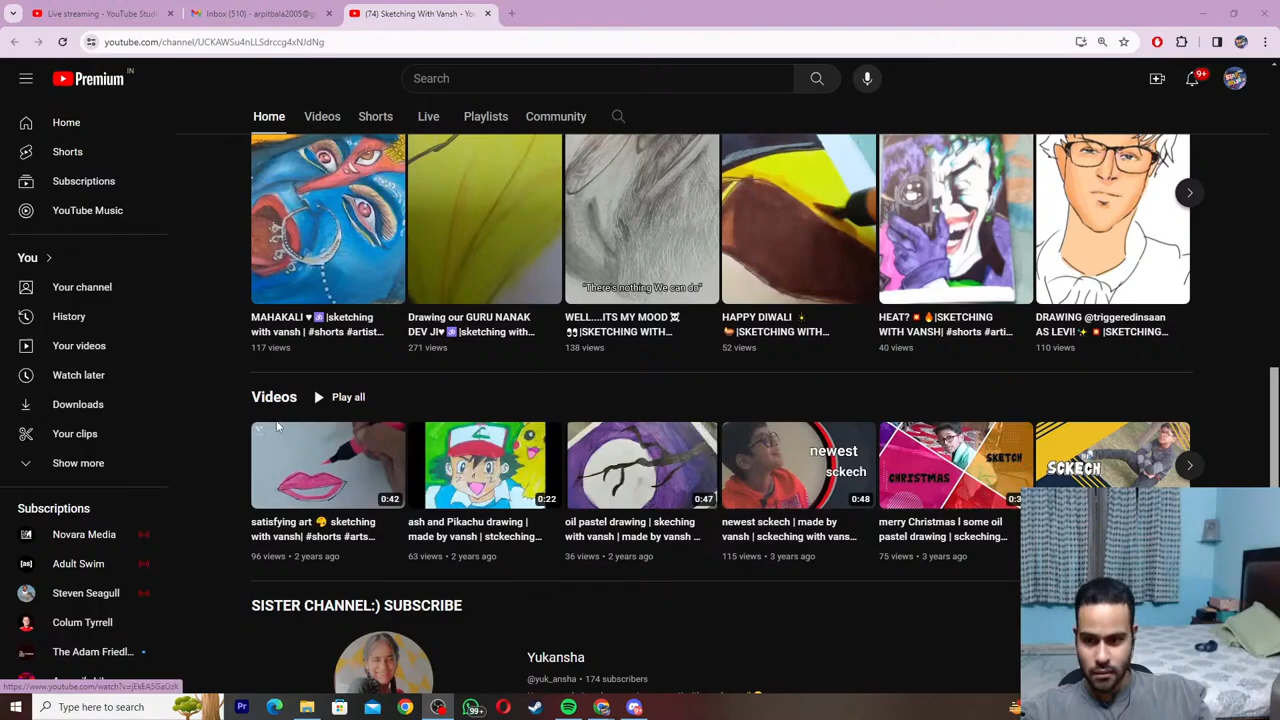 Live streaming - YouTube Studi
Inbox (510) - arpitbala2005@g
(74) Sketching With Vansh - Yo
youtube.com/channel/UCKAWSu4nLLSdrccg4xNJdNg
Premium IN
Search
9+
Home
Videos
Shorts
Live
Playlists
Community
Home
Shorts
Subscriptions
YouTube Music
You
Your channel
History
Your videos
Watch later
Downloads
Your clips
Show more
Subscriptions
Novara Media
Adult Swim
Steven Seagull
Colum Tyrrell
The Adam Friedl...
"There's nothing We can do"
MAHAKALI ♥️🕉️|sketching
with vansh | #shorts #artist...
117 views
Drawing our GURU NANAK
DEV JI♥️🕉️|sketching with...
271 views
WELL....ITS MY MOOD ☠️
👀|SKETCHING WITH...
138 views
HAPPY DIWALI ✨
🪔|SKETCHING WITH...
52 views
HEAT? 💥🔥|SKETCHING
WITH VANSH| #shorts #arti...
40 views
DRAWING @triggeredinsaan
AS LEVI!✨ 💥|SKETCHING...
110 views
Videos
Play all
0:42
0:22
0:47
newest
sckech
0:48
CHRISTMAS
SKETCH
0:3
SCKECH
satisfying art 🎨 sketching
with vansh| #shorts #arts...
96 views • 2 years ago
ash and Pikachu drawing |
made by vansh | stckeching...
63 views • 2 years ago
oil pastel drawing | skeching
with vansh | made by vansh ...
36 views • 2 years ago
newest sckech | made by
vansh | sckeching with vans...
115 views • 3 years ago
merry Christmas l some oil
pastel drawing | sckeching...
75 views • 3 years ago
SISTER CHANNEL:) SUBSCRIBE
Yukansha
@yuk_ansha • 174 subscribers
Type here to search
99+